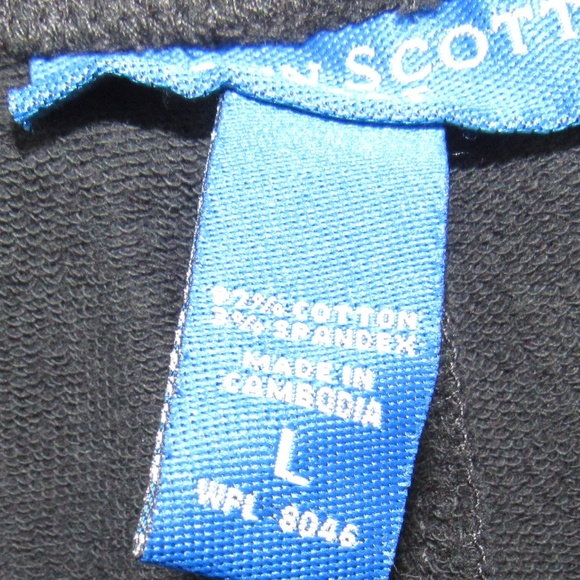 SCOTT
COTTON
SPANDEX
MADE IN
CAMBODIA
L
WPL 8046